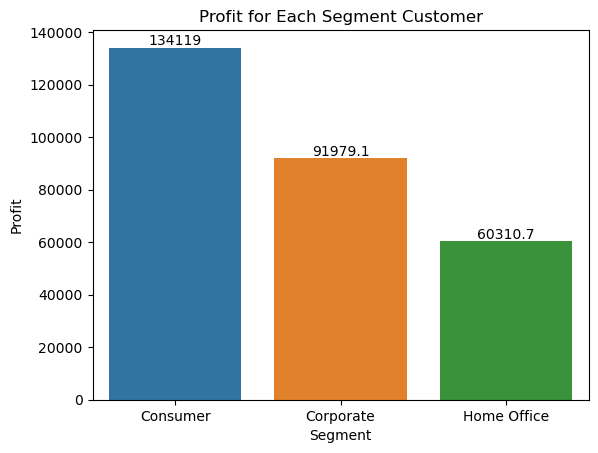 Profit for Each Segment Customer
140000
120000
100000
80000
60000
40000
20000
0
Profit
134119
91979.1
60310.7
Consumer
Corporate
Home Office
Segment